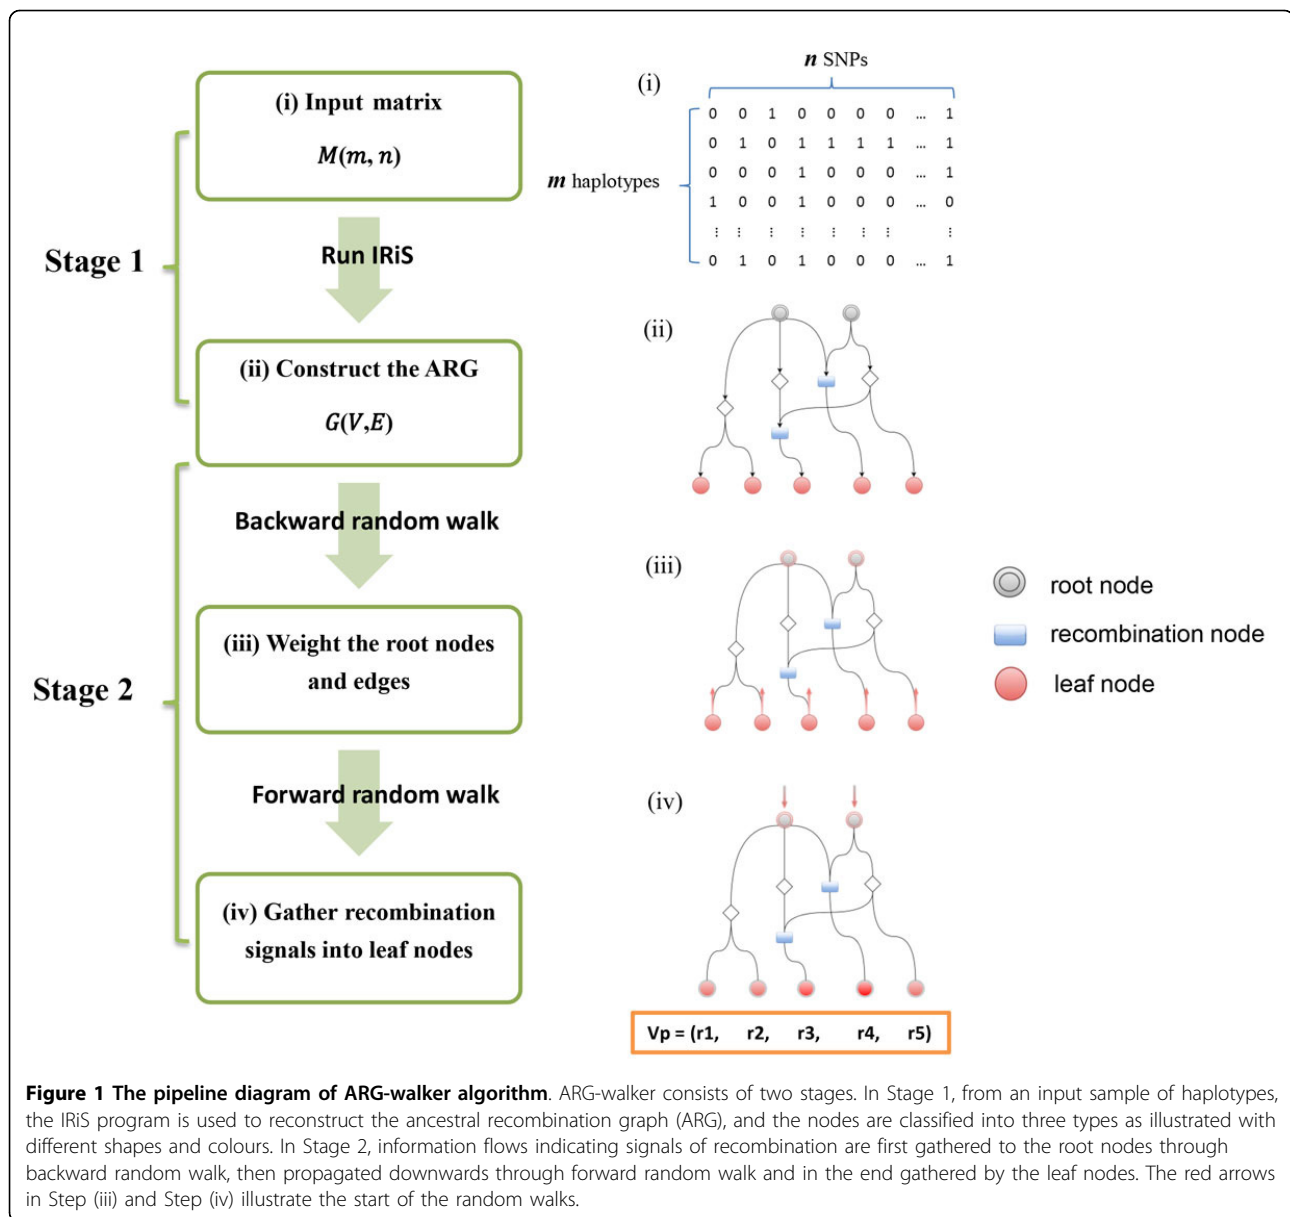 Stage 1
(i) Input matrix
M(m, n)
Run IRiS
(ii) Construct the ARG
G(V,E)
Stage 2
Backward random walk
(iii) Weight the root nodes
and edges
Forward random walk
(iv) Gather recombination
signals into leaf nodes
(i)
n SNPs
m haplotypes
0 0 1 0 0 0 0 ... 1
0 1 0 1 1 1 1 ... 1
0 0 0 1 0 0 0 ... 1
1 0 0 1 0 0 0 ... 0
⋮ ⋮ ⋮ ⋮ ⋮ ⋮ ⋮ ⋮
0 1 0 1 0 0 0 ... 1
(ii)
(iii)
root node
recombination node
leaf node
(iv)
Vp = (r1, r2, r3, r4, r5)
Figure 1 The pipeline diagram of ARG-walker algorithm. ARG-walker consists of two stages. In Stage 1, from an input sample of haplotypes,
the IRiS program is used to reconstruct the ancestral recombination graph (ARG), and the nodes are classified into three types as illustrated with
different shapes and colours. In Stage 2, information flows indicating signals of recombination are first gathered to the root nodes through
backward random walk, then propagated downwards through forward random walk and in the end gathered by the leaf nodes. The red arrows
in Step (iii) and Step (iv) illustrate the start of the random walks.